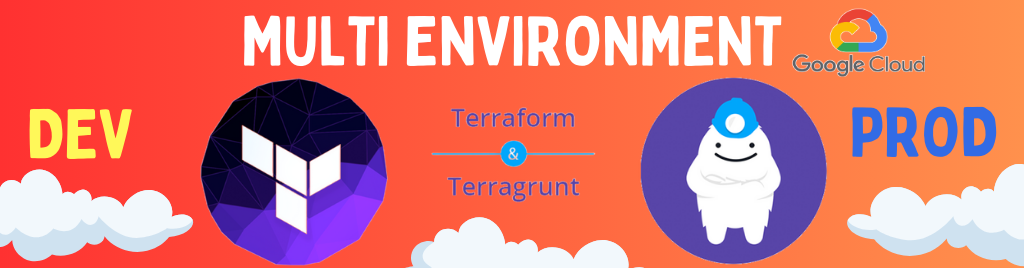 MULTI ENVIRONMENT
Google Cloud
DEV
Terraform
&
Terragrunt
PROD